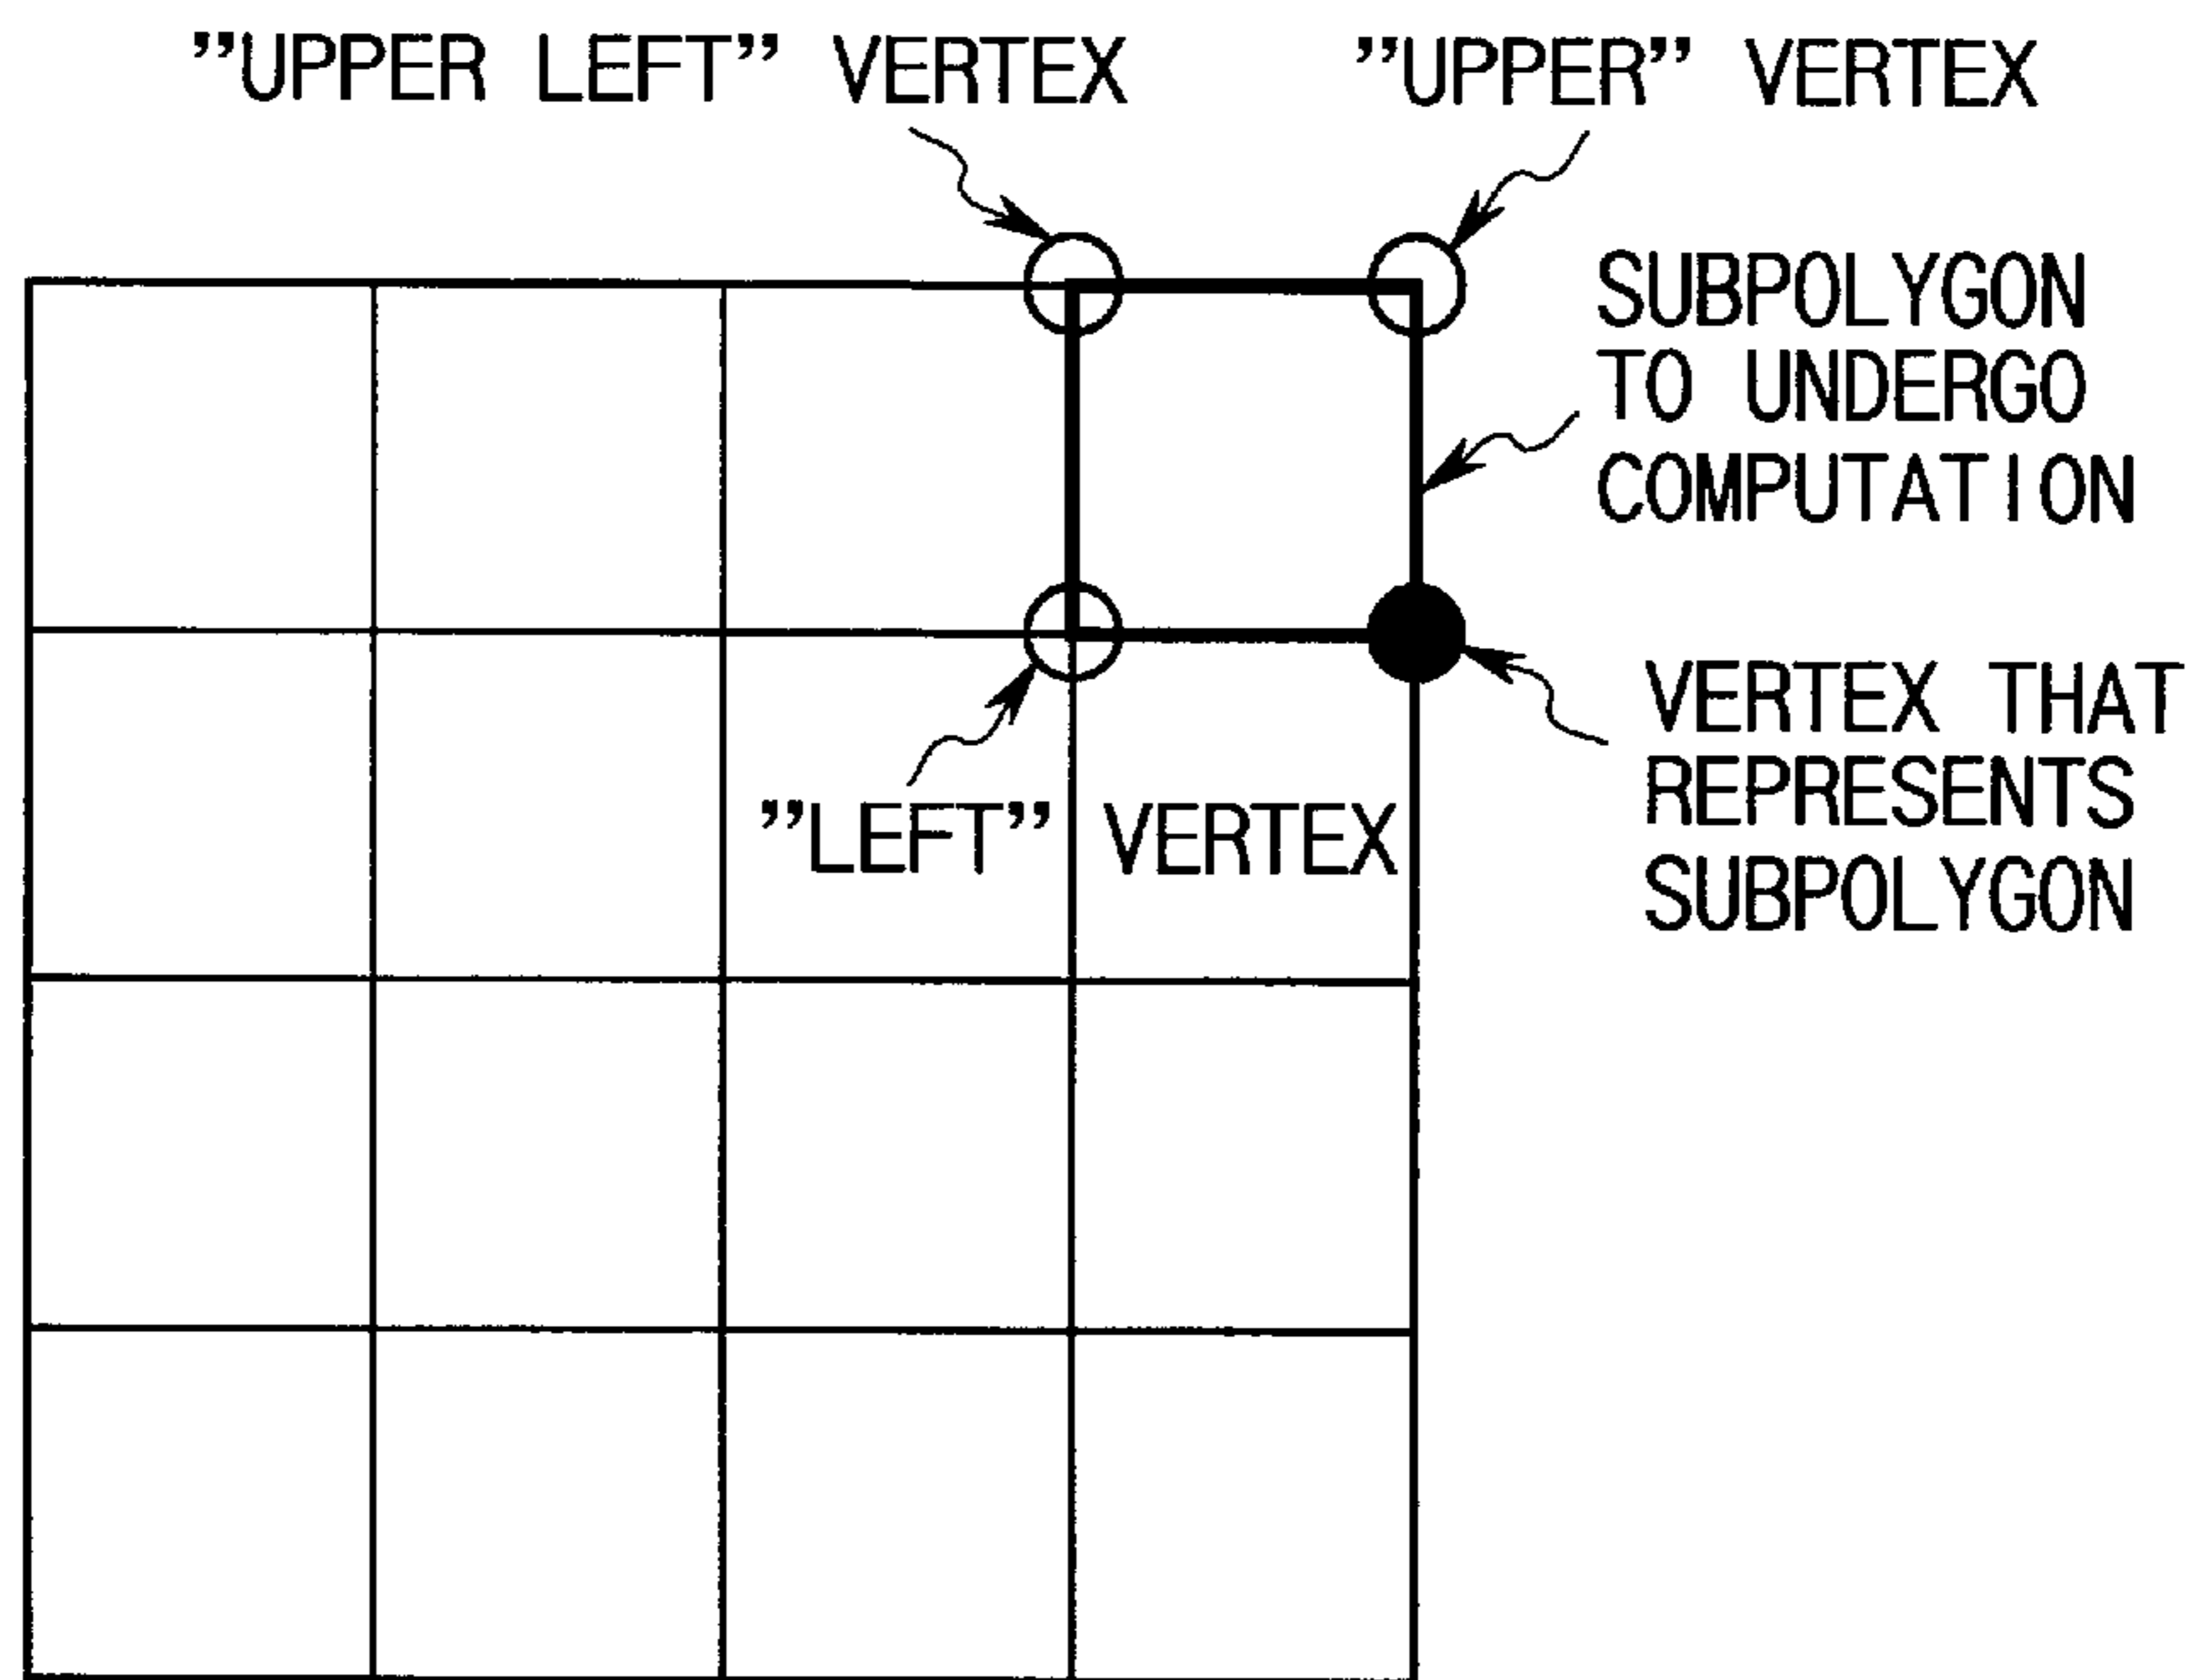 ”UPPER LEFT” VERTEX
”UPPER” VERTEX
SUBPOLYGON
TO UNDERGO
COMPUTATION
VERTEX THAT
REPRESENTS
SUBPOLYGON
”LEFT” VERTEX